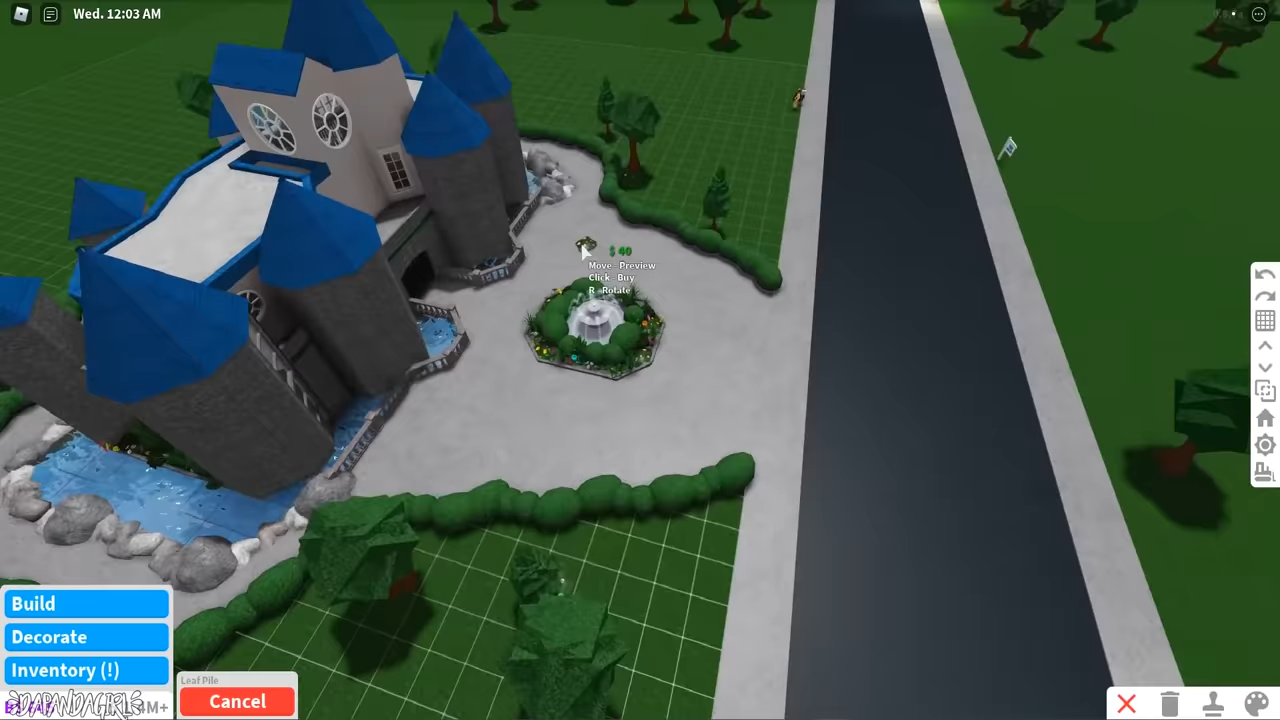 Wed. 12:03 AM
$ 40
Move - Preview
Click - Buy
R - Rotate
Build
Decorate
Inventory (!)
Leaf Pile
Cancel